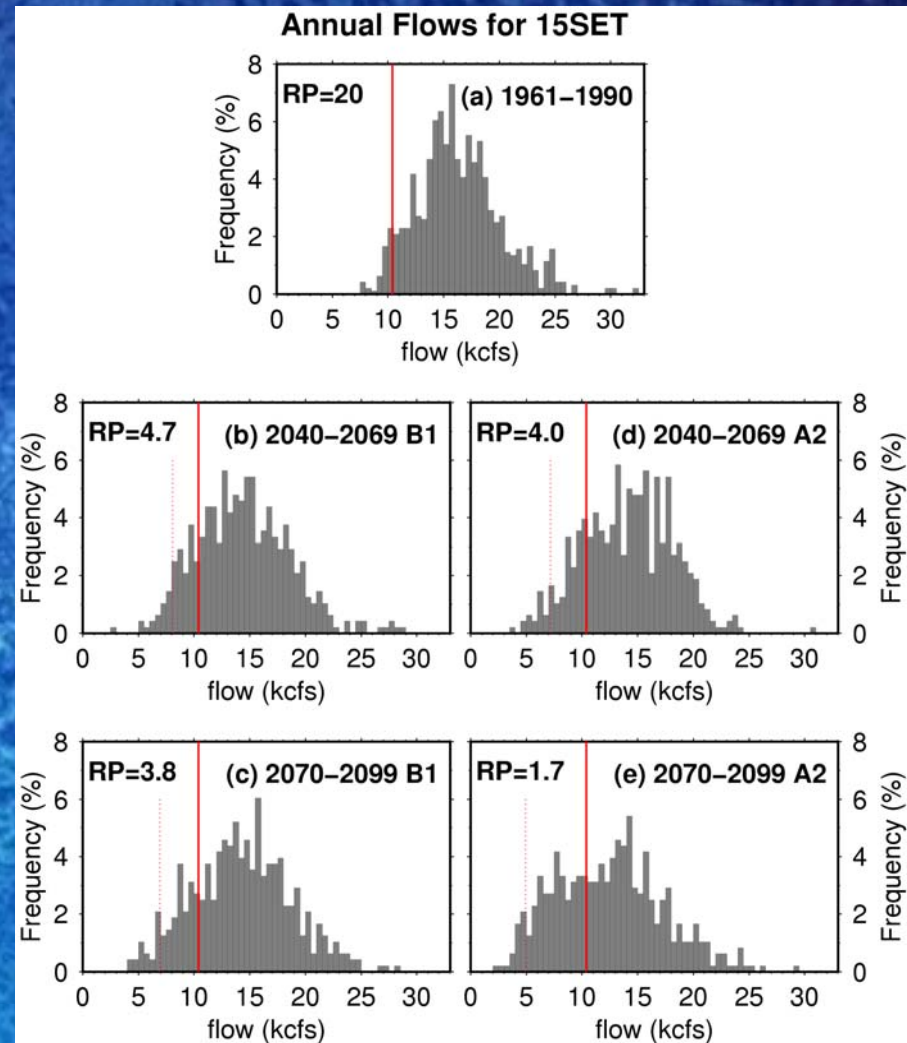 Annual Flows for 15SET
8
6
4
2
0
Frequency (%)
RP=20 (a) 1961−1990
0 5 10 15 20 25 30
flow (kcfs)
8
6
4
2
0
Frequency (%)
RP=4.7 (b) 2040−2069 B1
0 5 10 15 20 25 30
flow (kcfs)
RP=4.0 (d) 2040−2069 A2
8
6
4
2
0
Frequency (%)
0 5 10 15 20 25 30
flow (kcfs)
8
6
4
2
0
Frequency (%)
RP=3.8 (c) 2070−2099 B1
0 5 10 15 20 25 30
flow (kcfs)
RP=1.7 (e) 2070−2099 A2
8
6
4
2
0
Frequency (%)
0 5 10 15 20 25 30
flow (kcfs)